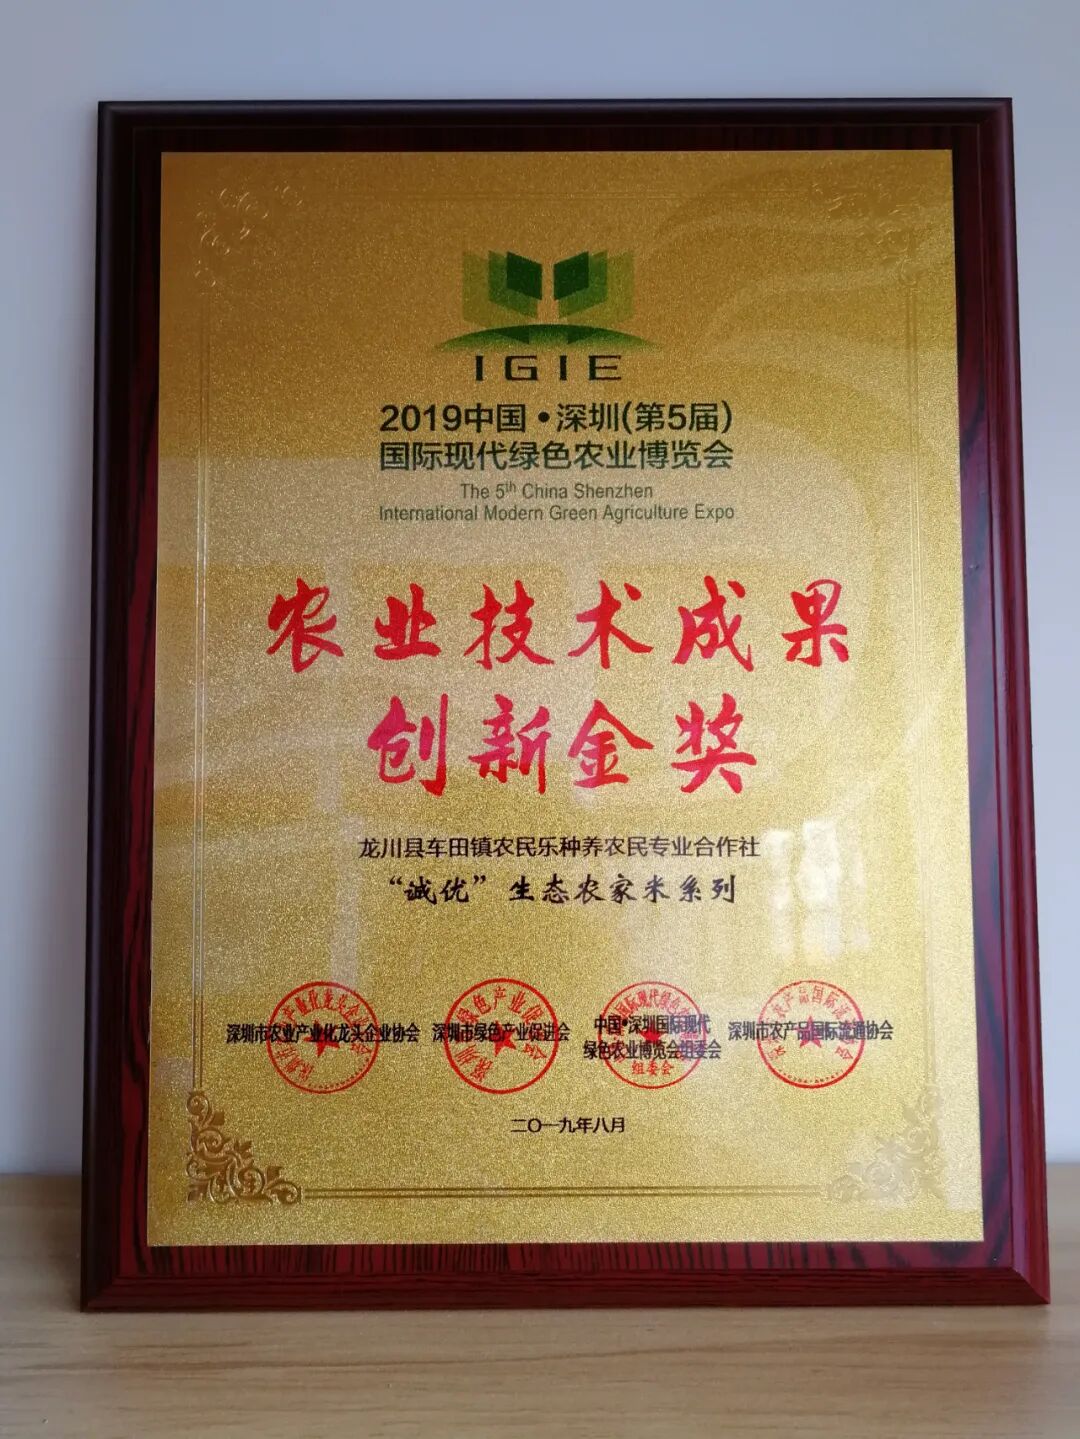 IGIE
2019中国·深圳(第5届)
国际现代绿色农业博览会
The 5th China Shenzhen
International Modern Green Agriculture Expo
农业技术成果
创新金奖
龙川县车田镇农民乐种养农民专业合作社
“诚优”生态农家米系列
深圳市农业产业化龙头企业协会 深圳市绿色产业促进会 中国·深圳国际现代绿色农业博览会组委会 深圳市农产品国际流通协会
组委会
二〇一九年八月